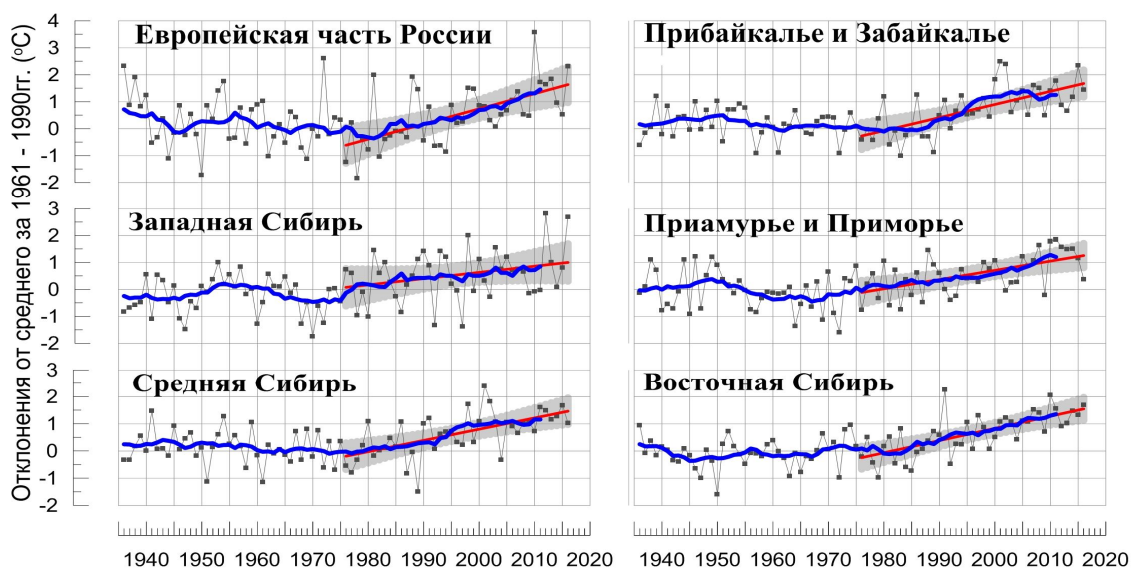 Отклонения от среднего за 1961 - 1990гг. (°C)
Европейская часть России
4
3
2
1
0
-1
-2
Прибайкалье и Забайкалье
Западная Сибирь
3
2
1
0
-1
-2
Приамурье и Приморье
Средняя Сибирь
3
2
1
0
-1
-2
Восточная Сибирь
1940 1950 1960 1970 1980 1990 2000 2010 2020
1940 1950 1960 1970 1980 1990 2000 2010 2020